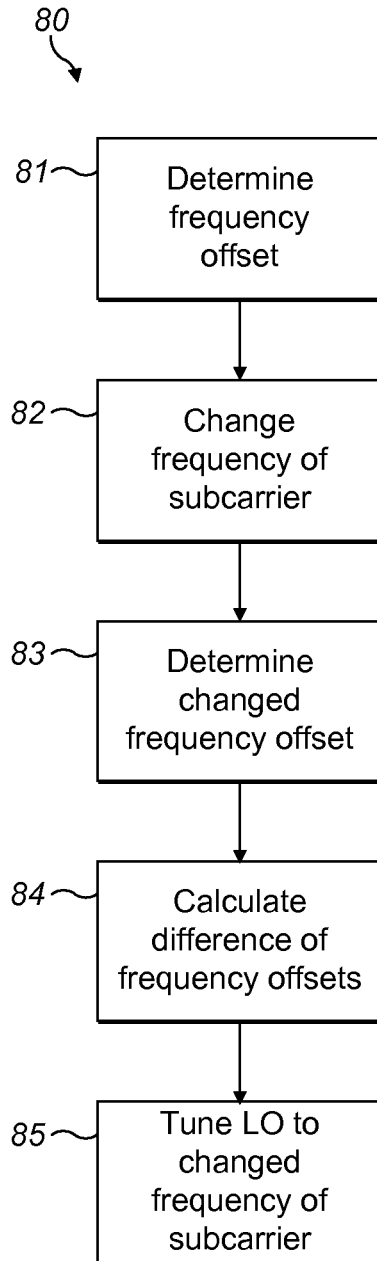 80
81
Determine
frequency
offset
82
Change
frequency of
subcarrier
83
Determine
changed
frequency offset
84
Calculate
difference of
frequency offsets
85
Tune LO to
changed
frequency of
subcarrier